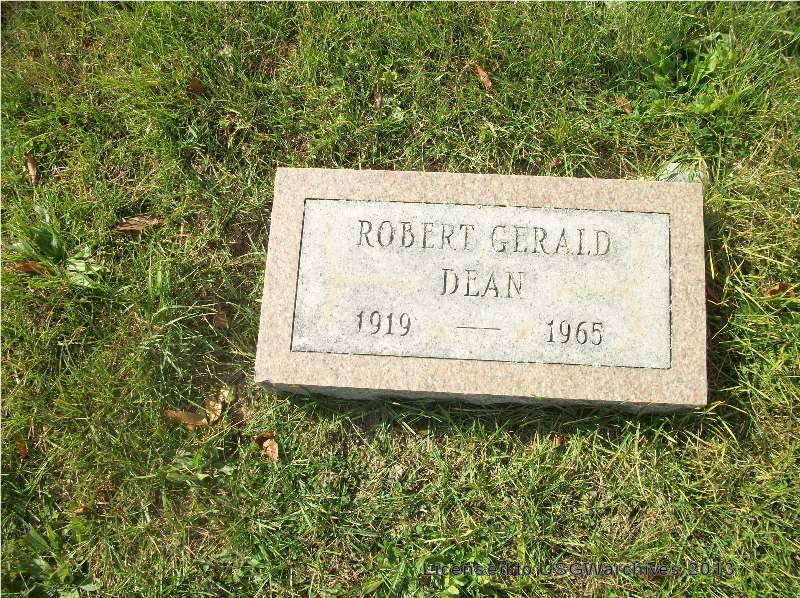 ROBERT GERALD
DEAN
1919 — 1965
Licensed to USGWarchives 2013